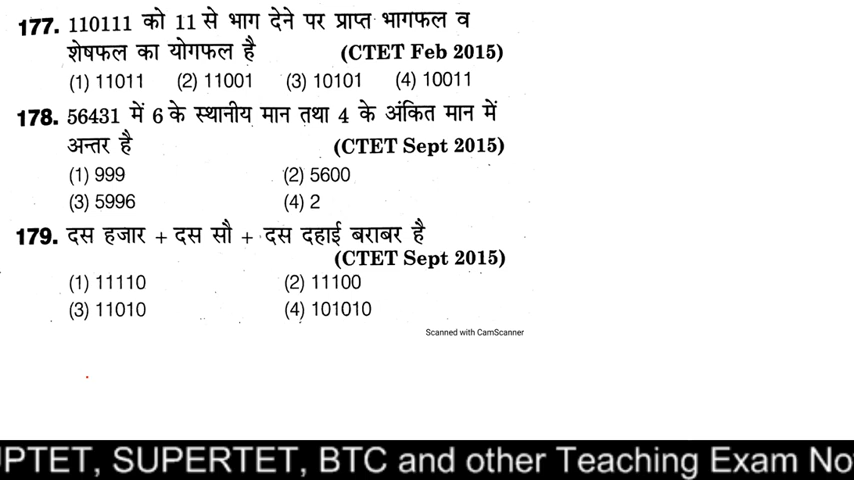 177. 110111 को 11 से भाग देने पर प्राप्त भागफल व
शेषफल का योगफल है (CTET Feb 2015)
(1) 11011 (2) 11001 (3) 10101 (4) 10011
178. 56431 में 6 के स्थानीय मान तथा 4 के अंकित मान में
अन्तर है (CTET Sept 2015)
(1) 999 (2) 5600
(3) 5996 (4) 2
179. दस हजार + दस सौ + दस दहाई बराबर है
(CTET Sept 2015)
(1) 11110 (2) 11100
(3) 11010 (4) 101010
Scanned with CamScanner
UPTET, SUPERTET, BTC and other Teaching Exam No